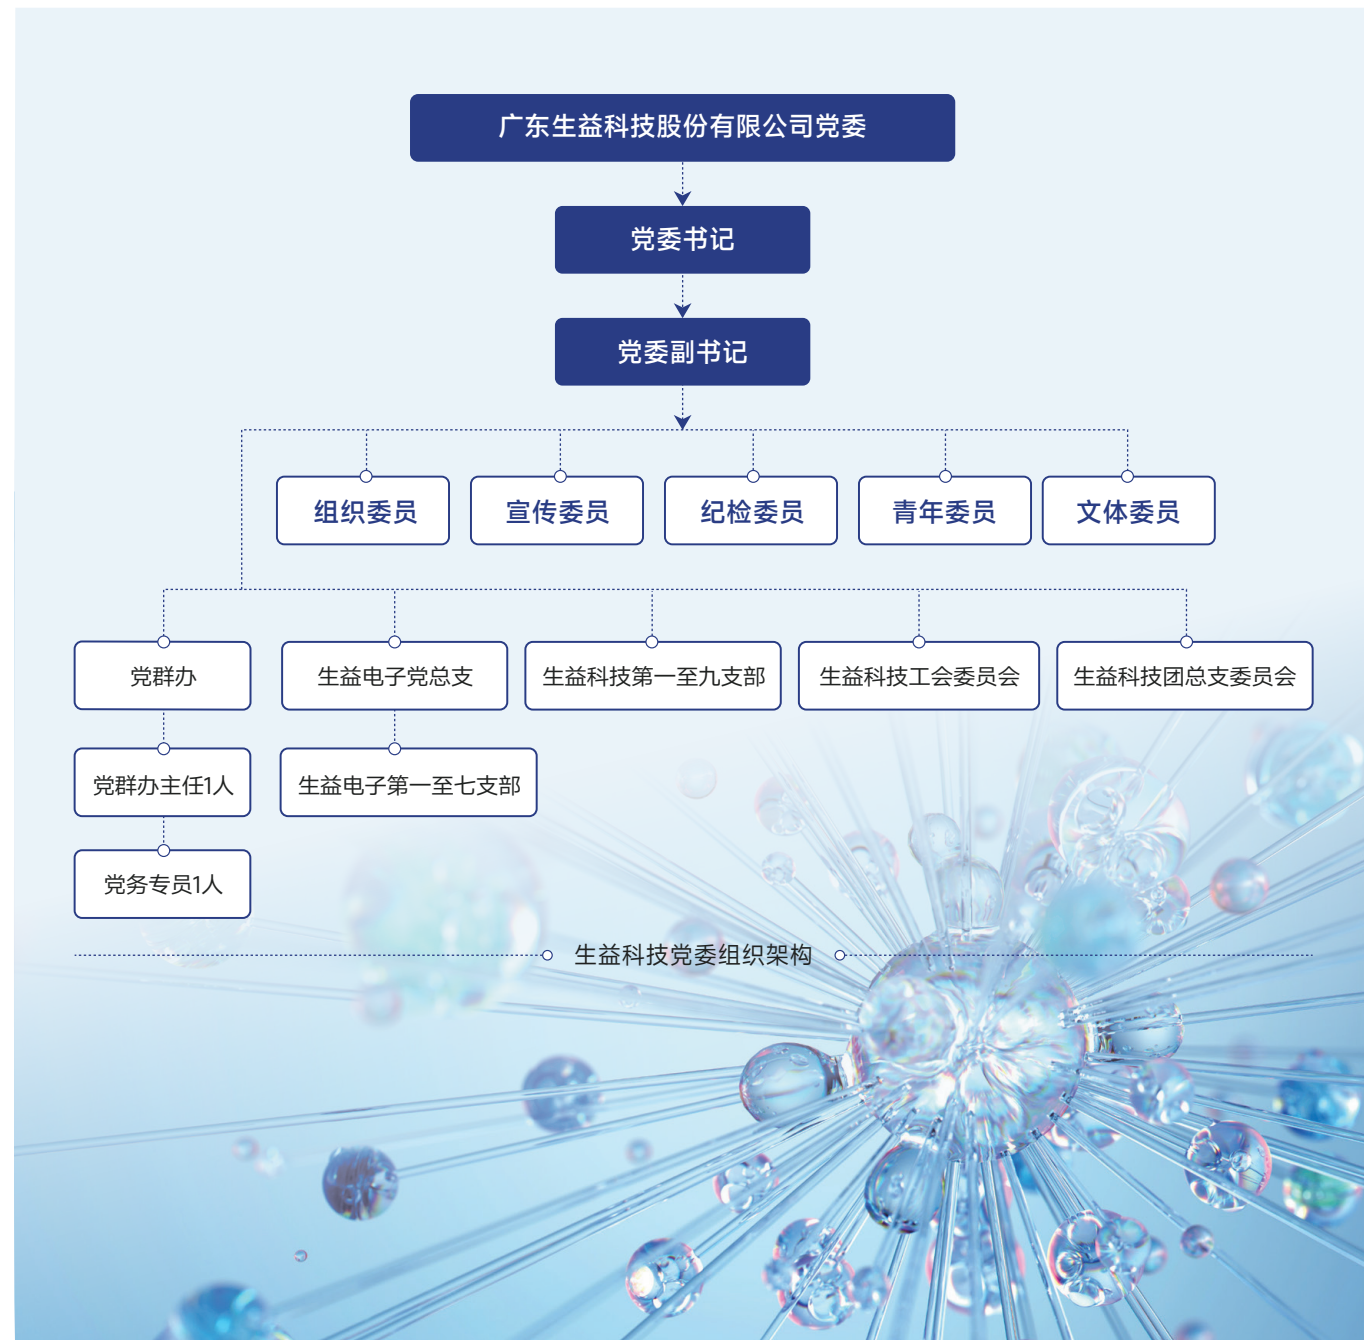 广东生益科技股份有限公司党委
党委书记
党委副书记
组织委员
宣传委员
纪检委员
青年委员
文体委员
党群办
生益电子党总支
生益科技第一至九支部
生益科技工会委员会
生益科技团总支委员会
党群办主任1人
生益电子第一至七支部
党务专员1人
生益科技党委组织架构